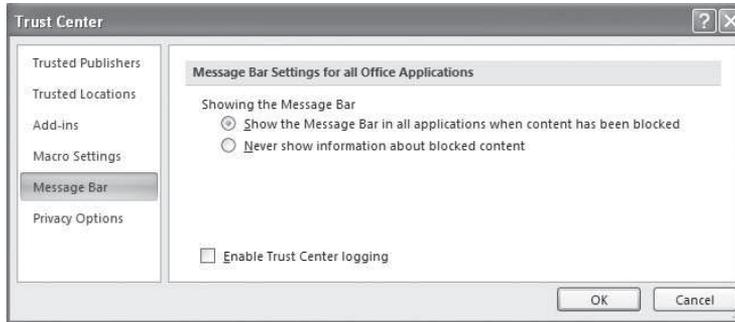 Trust Center
Trusted Publishers
Trusted Locations
Add-ins
Macro Settings
Message Bar
Privacy Options
Message Bar Settings for all Office Applications
Showing the Message Bar
Show the Message Bar in all applications when content has been blocked
Never show information about blocked content
Enable Trust Center logging
OK
Cancel